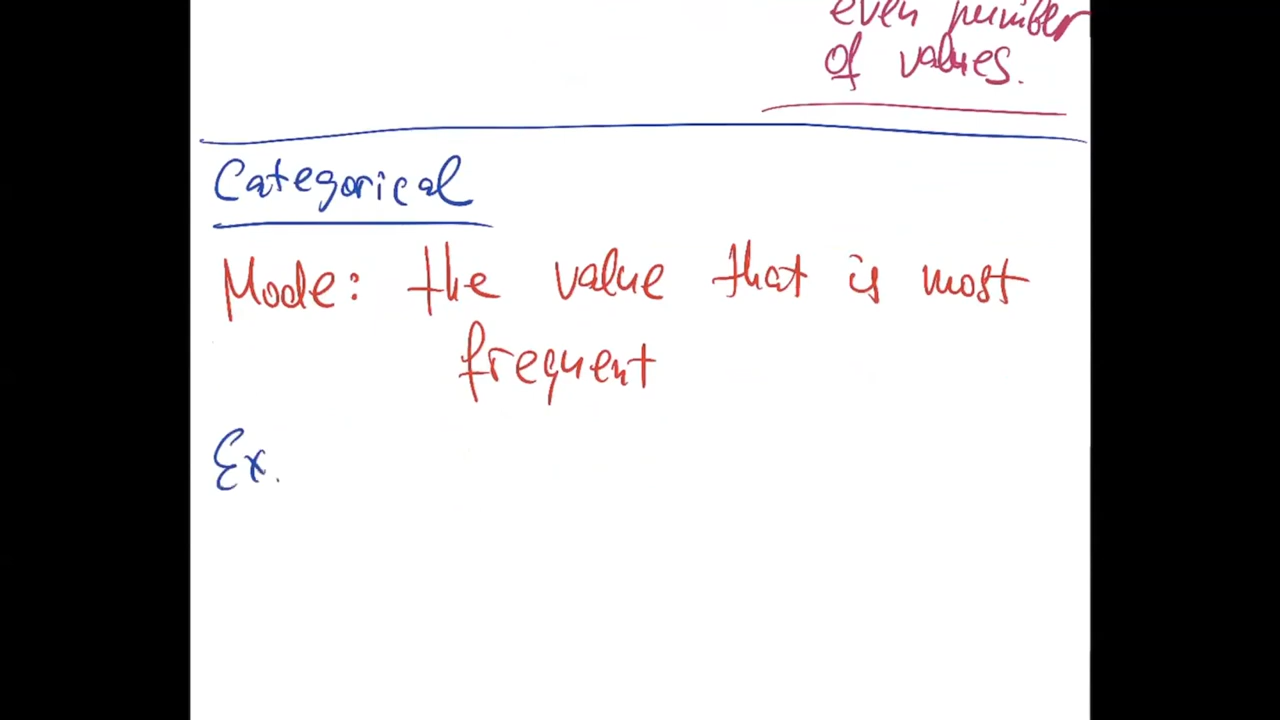 even number
of values.
Categorical
Mode: the value that is most
frequent
Ex.